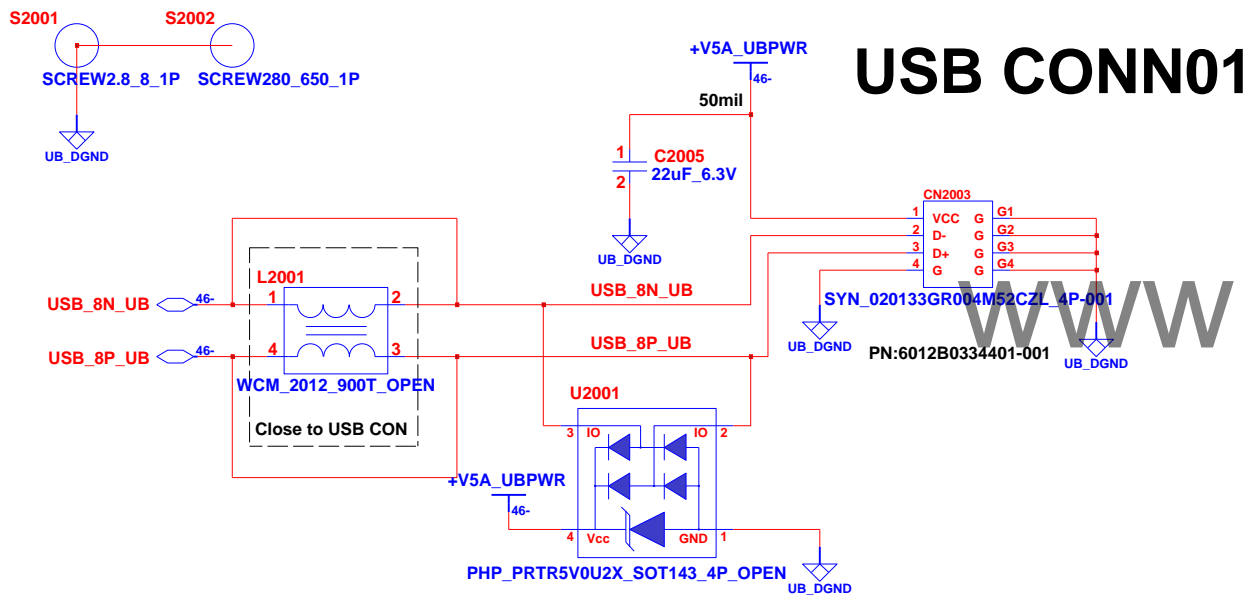 S2001
S2002
SCREW2.8_8_1P
SCREW280_650_1P
UB_DGND
+V5A_UBPWR
46-
50mil
USB CONN01
1
C2005
22uF_6.3V
2
UB_DGND
CN2003
1 VCC G G1
2 D- G G2
3 D+ G G3
4 G G G4
SYN_020133GR004M52CZL_4P-001
www
UB_DGND
PN:6012B0334401-001
UB_DGND
L2001
USB_8N_UB
46-
1
2
USB_8N_UB
USB_8P_UB
46-
4
3
USB_8P_UB
WCM_2012_900T_OPEN
Close to USB CON
U2001
3 IO
IO 2
+V5A_UBPWR
46-
4 Vcc
GND 1
PHP_PRTR5V0U2X_SOT143_4P_OPEN
UB_DGND